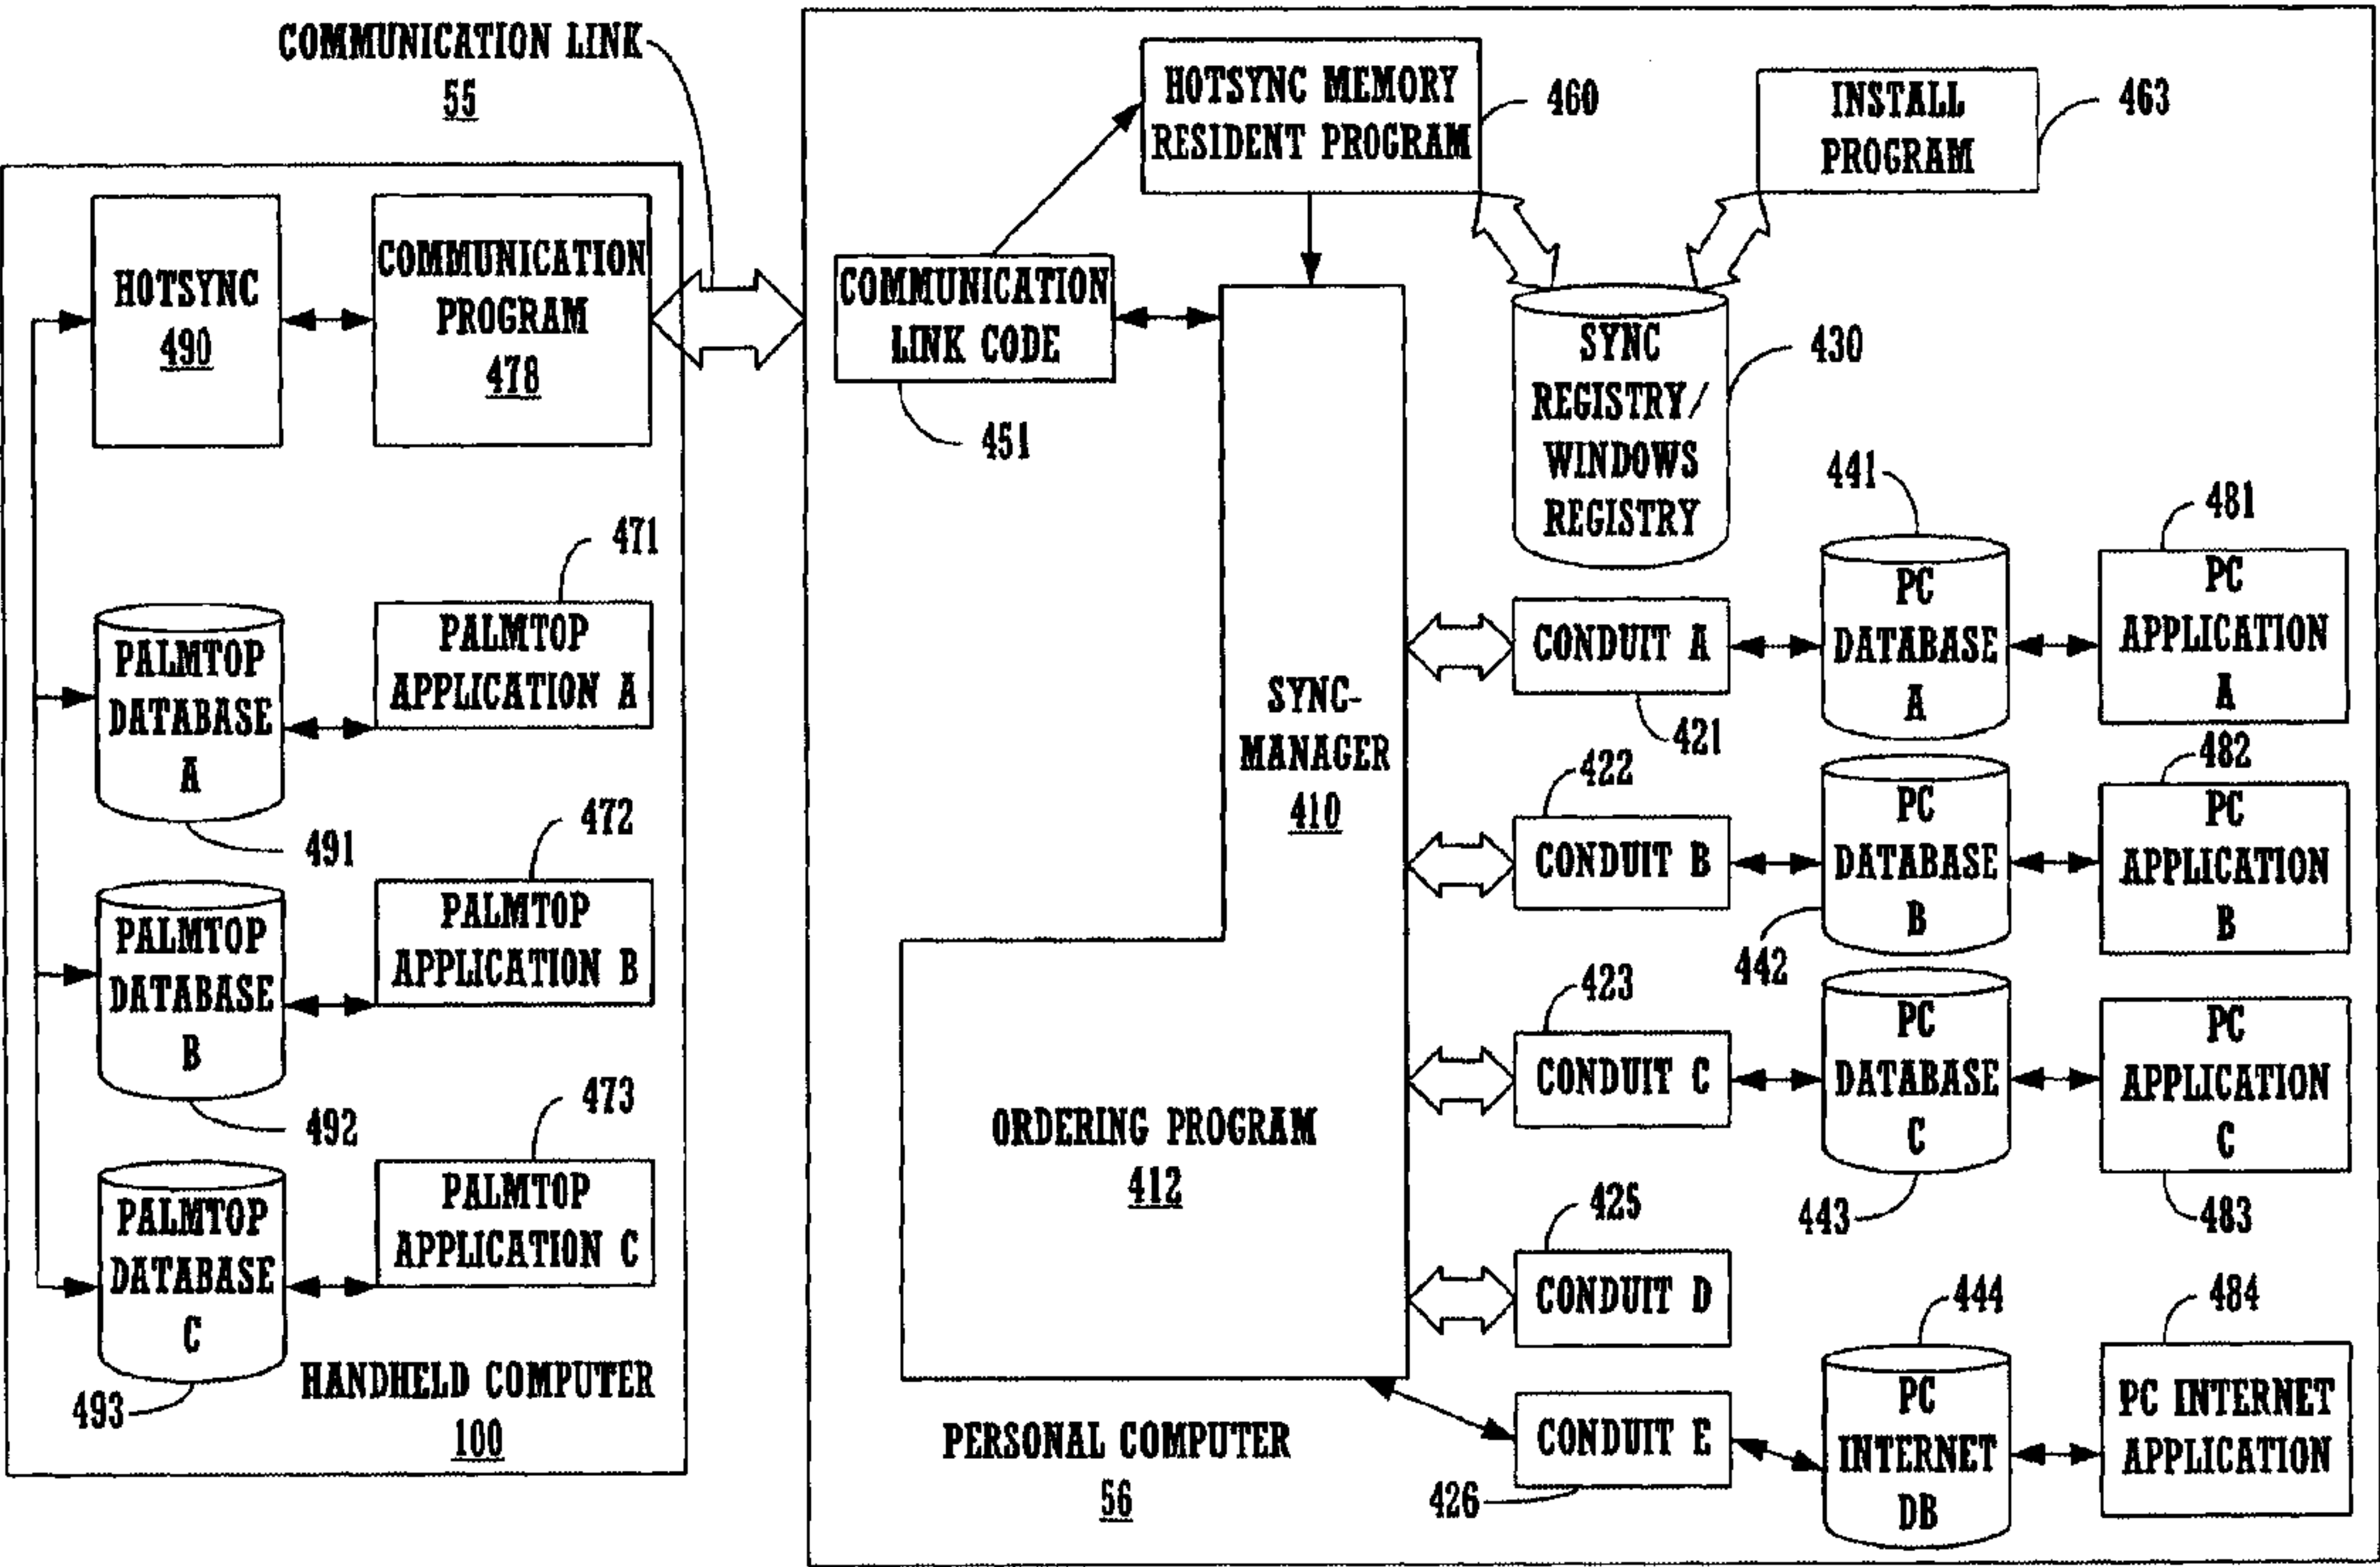 COMMUNICATION LINK
55
HOTSYNC MEMORY
RESIDENT PROGRAM
460
INSTALL
PROGRAM
463
HOTSYNC
490
COMMUNICATION
PROGRAM
478
COMMUNICATION
LINK CODE
451
SYNC
REGISTRY/
WINDOWS
REGISTRY
430
471
PALMTOP
DATABASE
A
491
PALMTOP
APPLICATION A
472
PALMTOP
DATABASE
B
492
PALMTOP
APPLICATION B
473
PALMTOP
DATABASE
C
493
PALMTOP
APPLICATION C
HANDHELD COMPUTER
100
SYNC-
MANAGER
410
ORDERING PROGRAM
412
PERSONAL COMPUTER
56
CONDUIT A
421
441
PC
DATABASE
A
481
PC
APPLICATION
A
422
CONDUIT B
442
PC
DATABASE
B
482
PC
APPLICATION
B
423
CONDUIT C
PC
DATABASE
C
443
PC
APPLICATION
C
483
425
CONDUIT D
CONDUIT E
426
444
PC
INTERNET
DB
484
PC INTERNET
APPLICATION